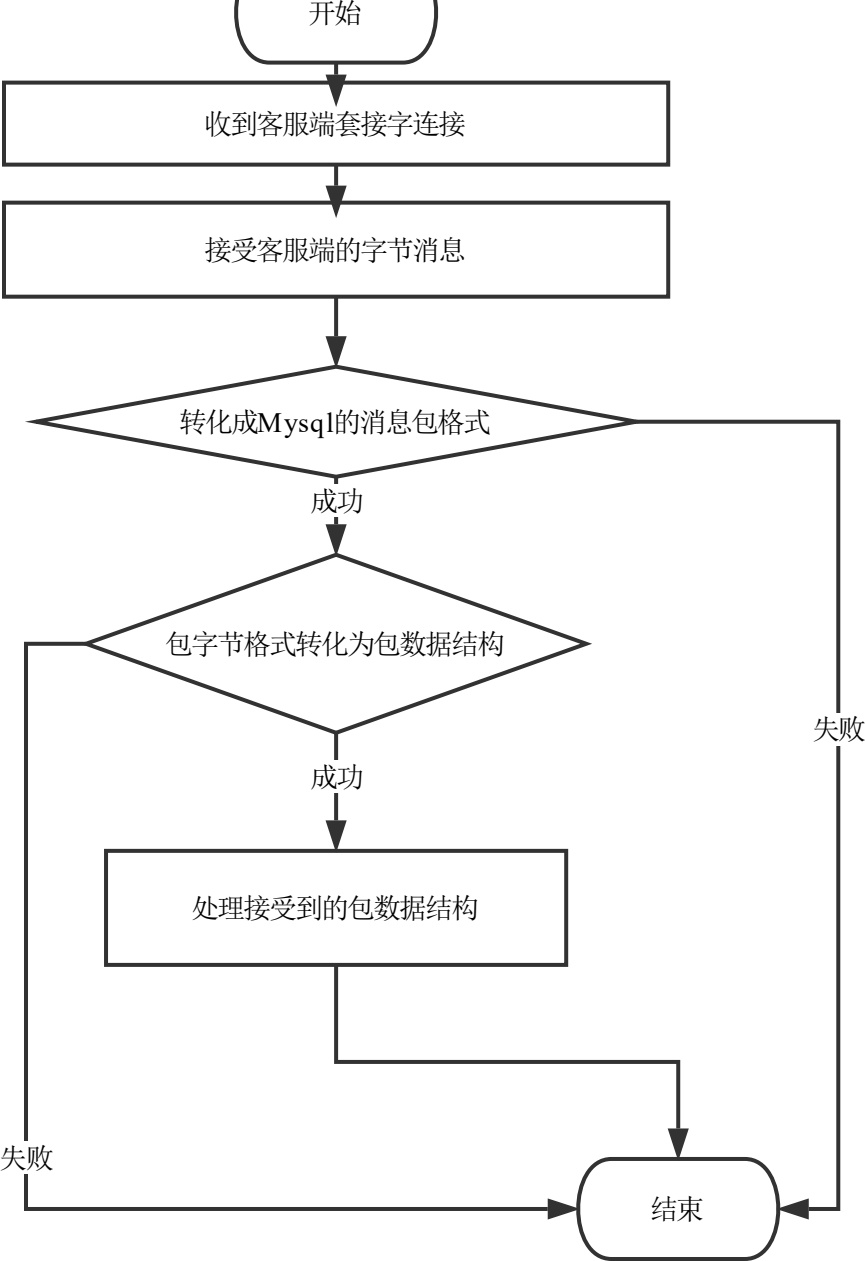 开始
收到客服端套接字连接
接受客服端的字节消息
转化成Mysql的消息包格式
成功
包字节格式转化为包数据结构
失败
成功
处理接受到的包数据结构
失败
结束